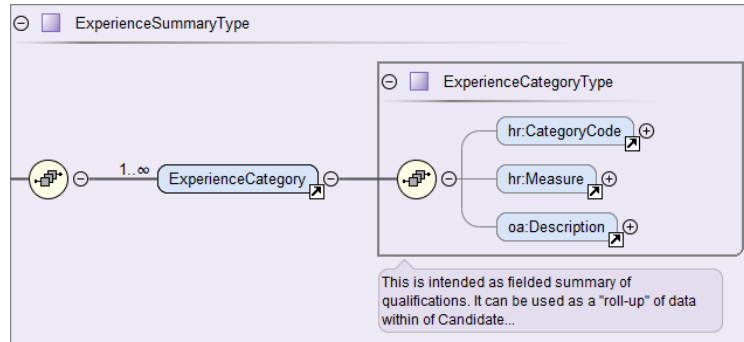 ExperienceSummaryType
ExperienceCategoryType
hr:CategoryCode
1..∞
ExperienceCategory
hr:Measure
oa:Description
This is intended as fielded summary of
qualifications. It can be used as a "roll-up" of data
within of Candidate...